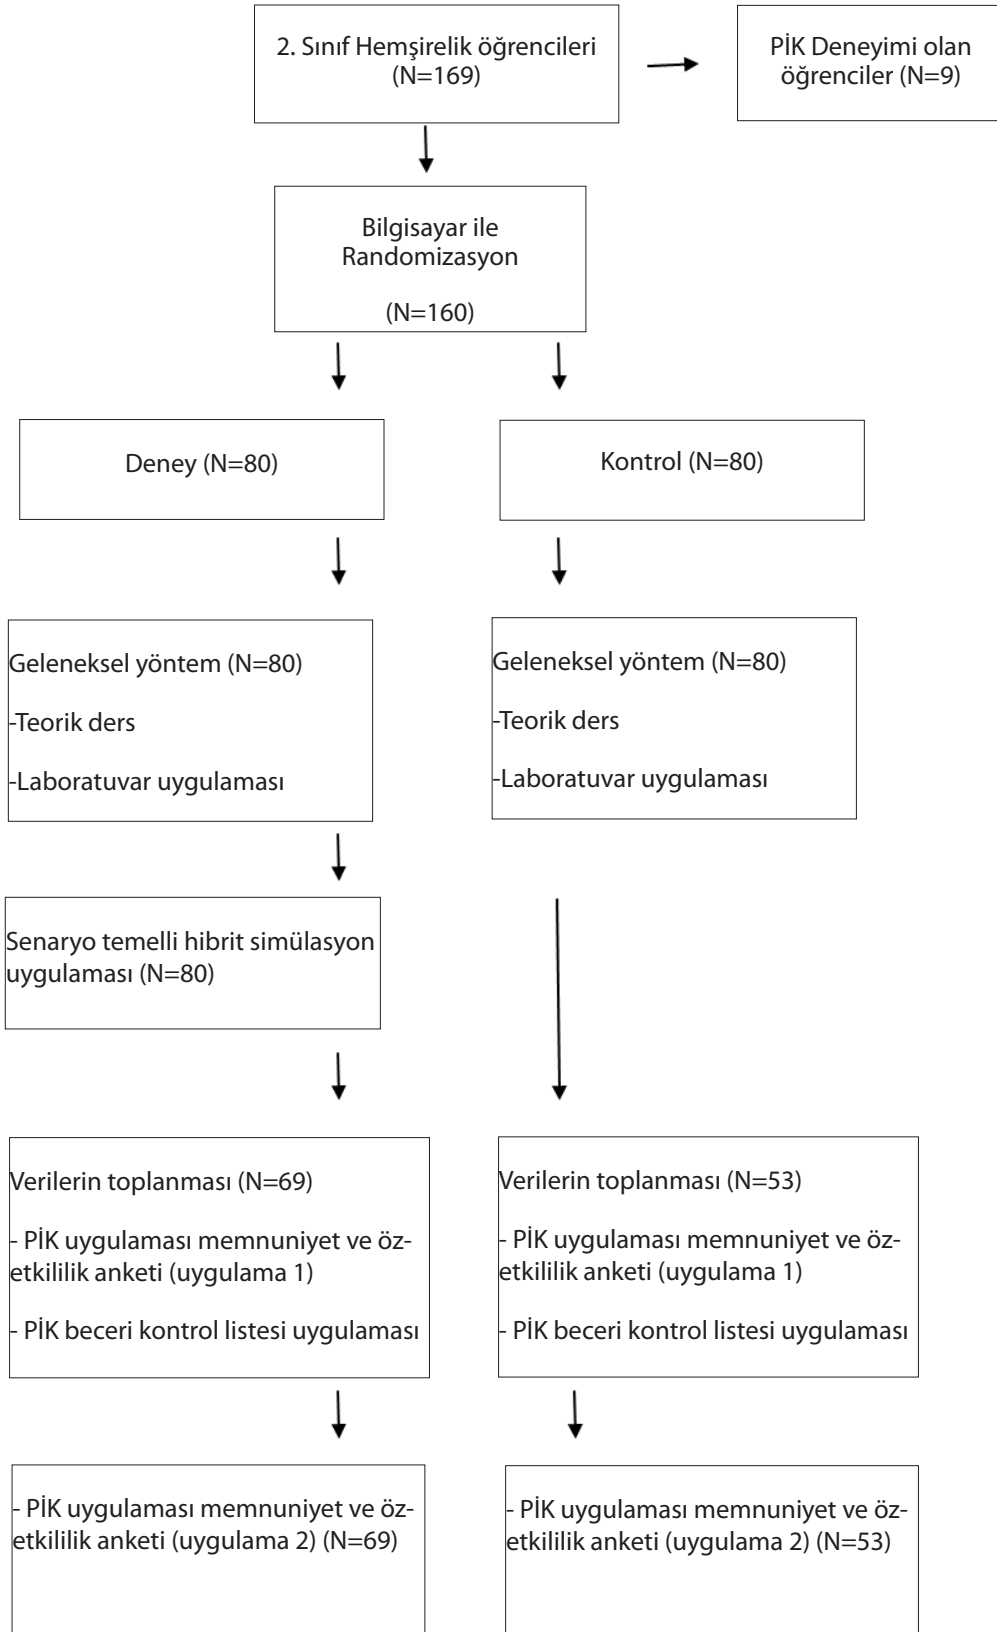 2. Sınıf Hemşirelik öğrencileri
(N=169)
PİK Deneyimi olan
öğrenciler (N=9)
Bilgisayar ile
Randomizasyon
(N=160)
Deney (N=80)
Kontrol (N=80)
Geleneksel yöntem (N=80)
-Teorik ders
-Laboratuvar uygulaması
Geleneksel yöntem (N=80)
-Teorik ders
-Laboratuvar uygulaması
Senaryo temelli hibrit simülasyon
uygulaması (N=80)
Verilerin toplanması (N=69)
- PİK uygulaması memnuniyet ve öz-
etkililik anketi (uygulama 1)
- PİK beceri kontrol listesi uygulaması
Verilerin toplanması (N=53)
- PİK uygulaması memnuniyet ve öz-
etkililik anketi (uygulama 1)
- PİK beceri kontrol listesi uygulaması
- PİK uygulaması memnuniyet ve öz-
etkililik anketi (uygulama 2) (N=69)
- PİK uygulaması memnuniyet ve öz-
etkililik anketi (uygulama 2) (N=53)